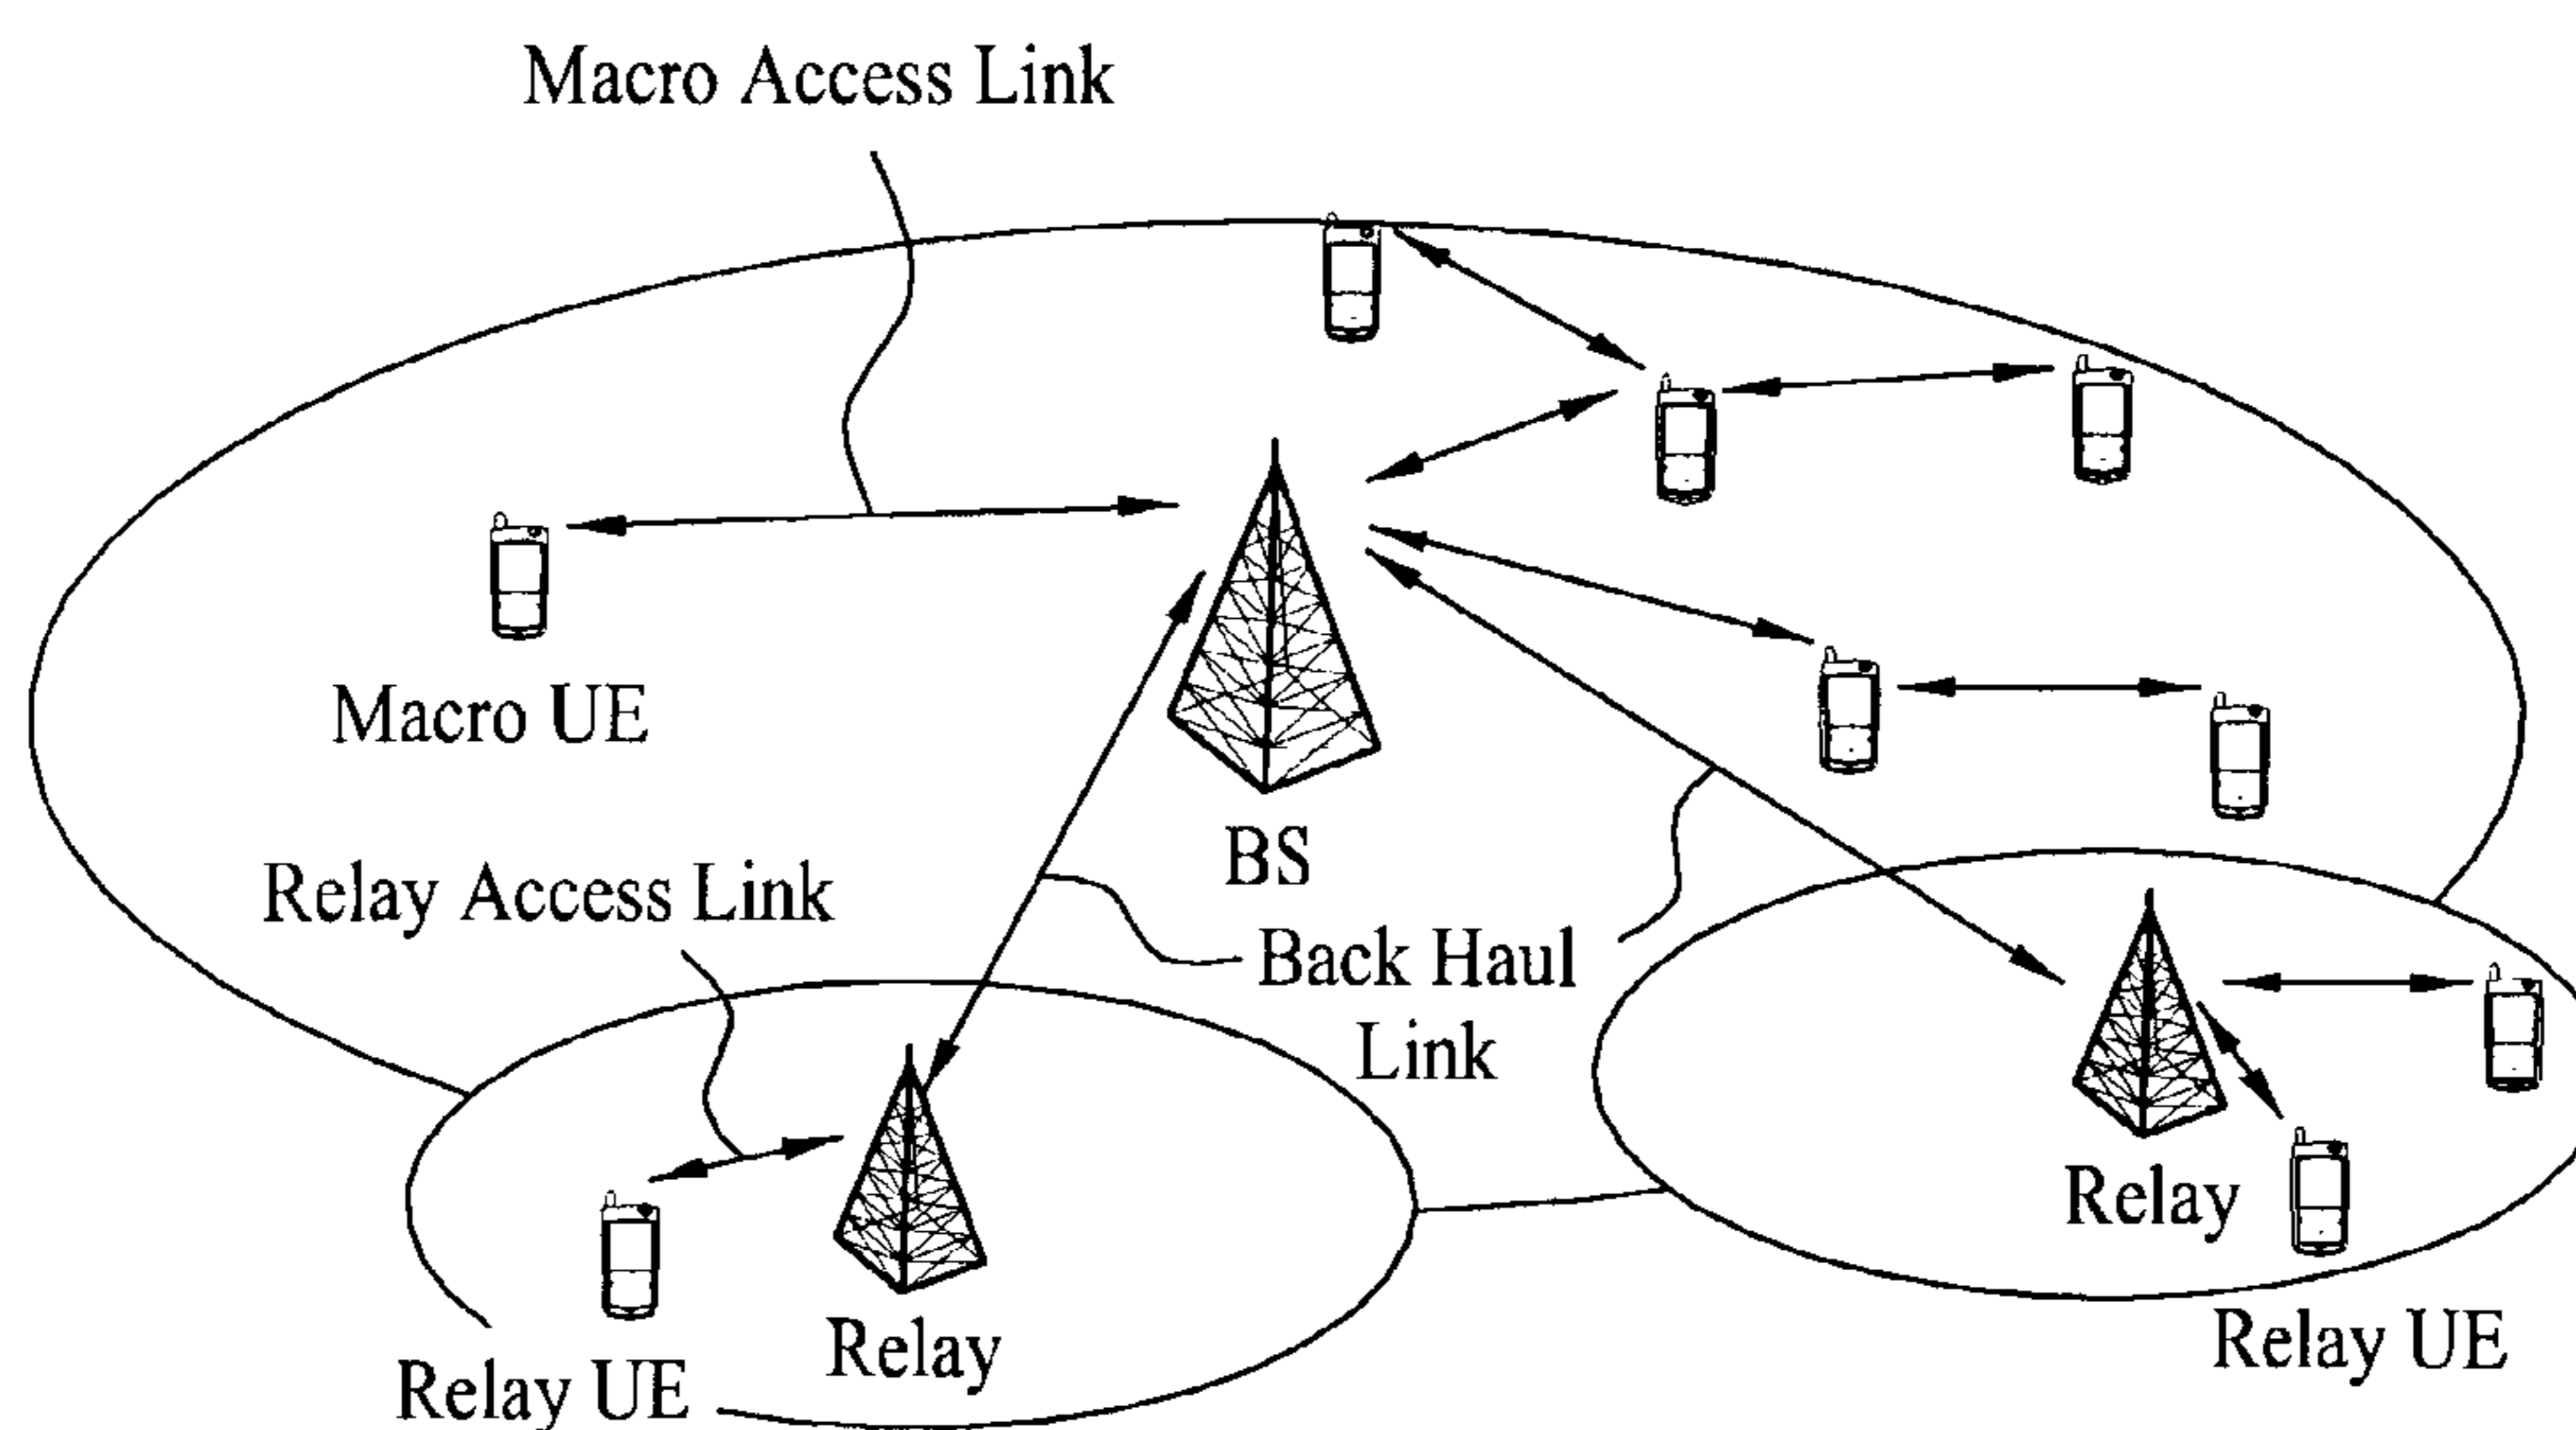 Macro Access Link
Macro UE
BS
Relay Access Link
Back Haul
Link
Relay
Relay UE
Relay
Relay UE